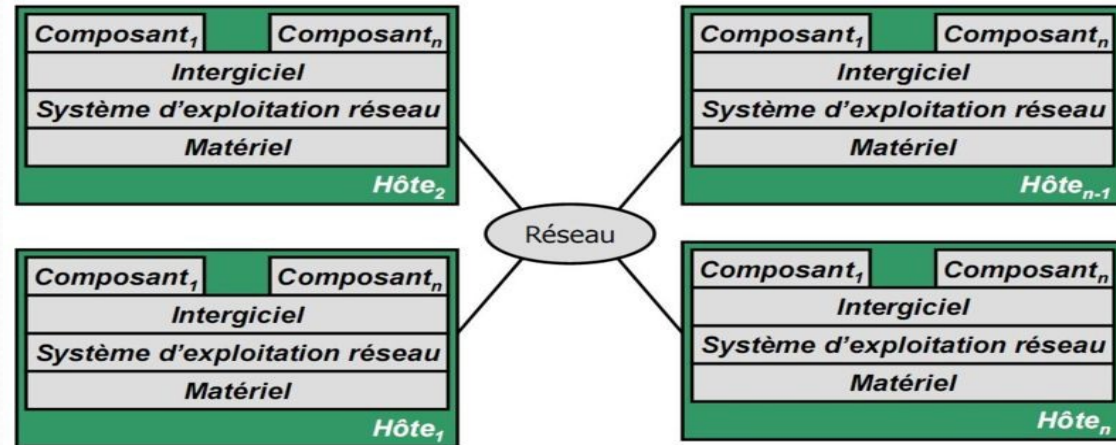 Composant₁ Composantₙ
Intergiciel
Système d'exploitation réseau
Matériel
Hôte₂
Composant₁ Composantₙ
Intergiciel
Système d'exploitation réseau
Matériel
Hôteₙ₋₁
Réseau
Composant₁ Composantₙ
Intergiciel
Système d'exploitation réseau
Matériel
Hôte₁
Composant₁ Composantₙ
Intergiciel
Système d'exploitation réseau
Matériel
Hôteₙ